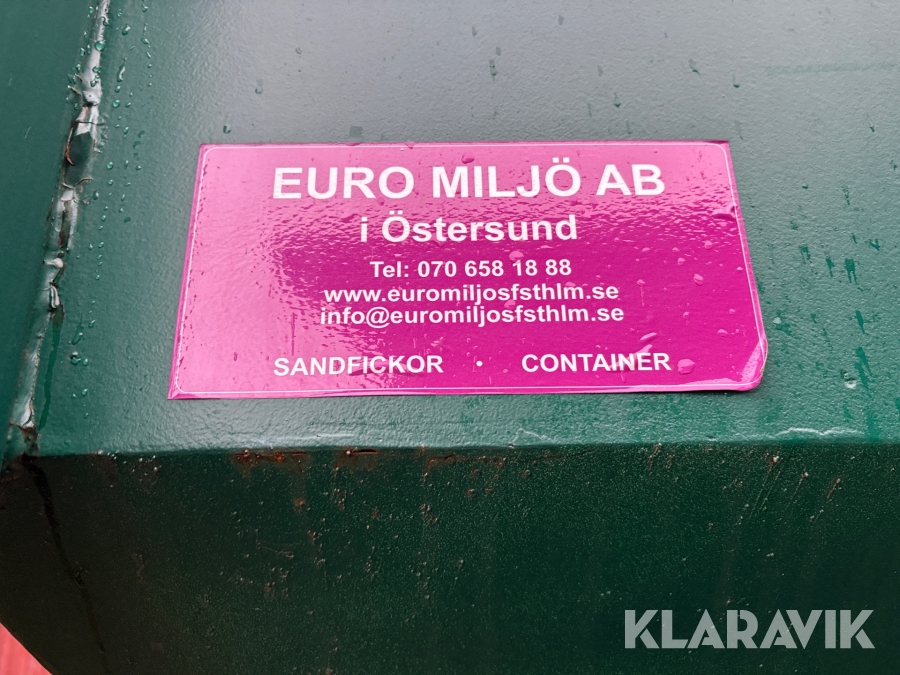 EURO MILJÖ AB
i Östersund
Tel: 070 658 18 88
www.euromiljosfsthlm.se
info@euromiljosfsthlm.se
SANDFICKOR · CONTAINER
KLARAVIK